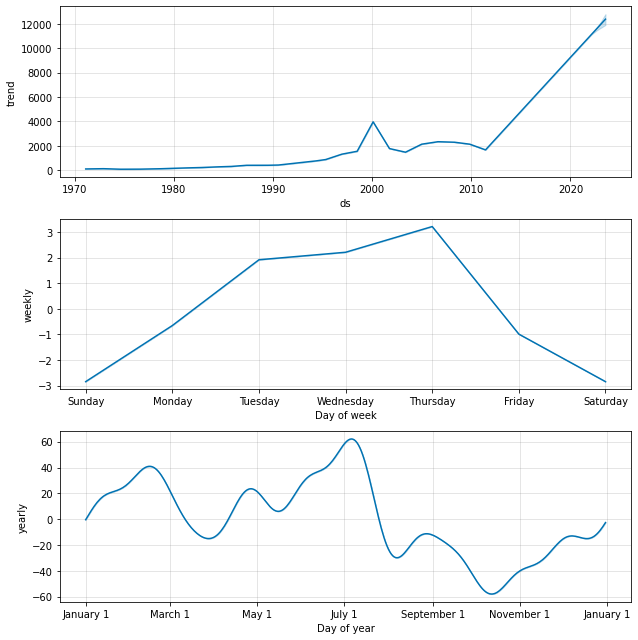 12000
10000
8000
6000
4000
2000
0
trend
1970 1980 1990 2000 2010 2020
ds
3
2
1
0
−1
−2
−3
weekly
Sunday Monday Tuesday Wednesday Thursday Friday Saturday
Day of week
60
40
20
0
−20
−40
−60
yearly
January 1 March 1 May 1 July 1 September 1 November 1 January 1
Day of year